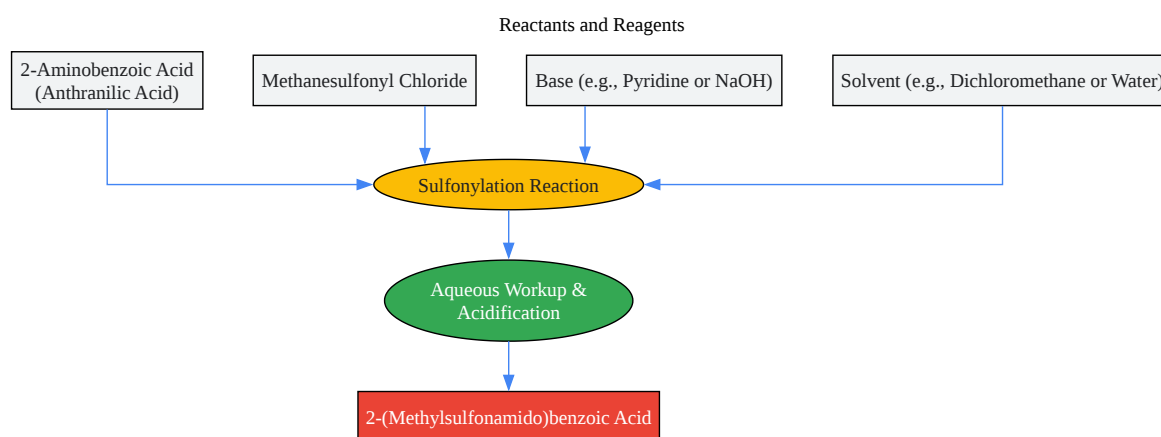 Reactants and Reagents
2-Aminobenzoic Acid
(Anthranilic Acid)
Methanesulfonyl Chloride
Base (e.g., Pyridine or NaOH)
Solvent (e.g., Dichloromethane or Water)
Sulfonylation Reaction
Aqueous Workup &
Acidification
2-(Methylsulfonamido)benzoic Acid